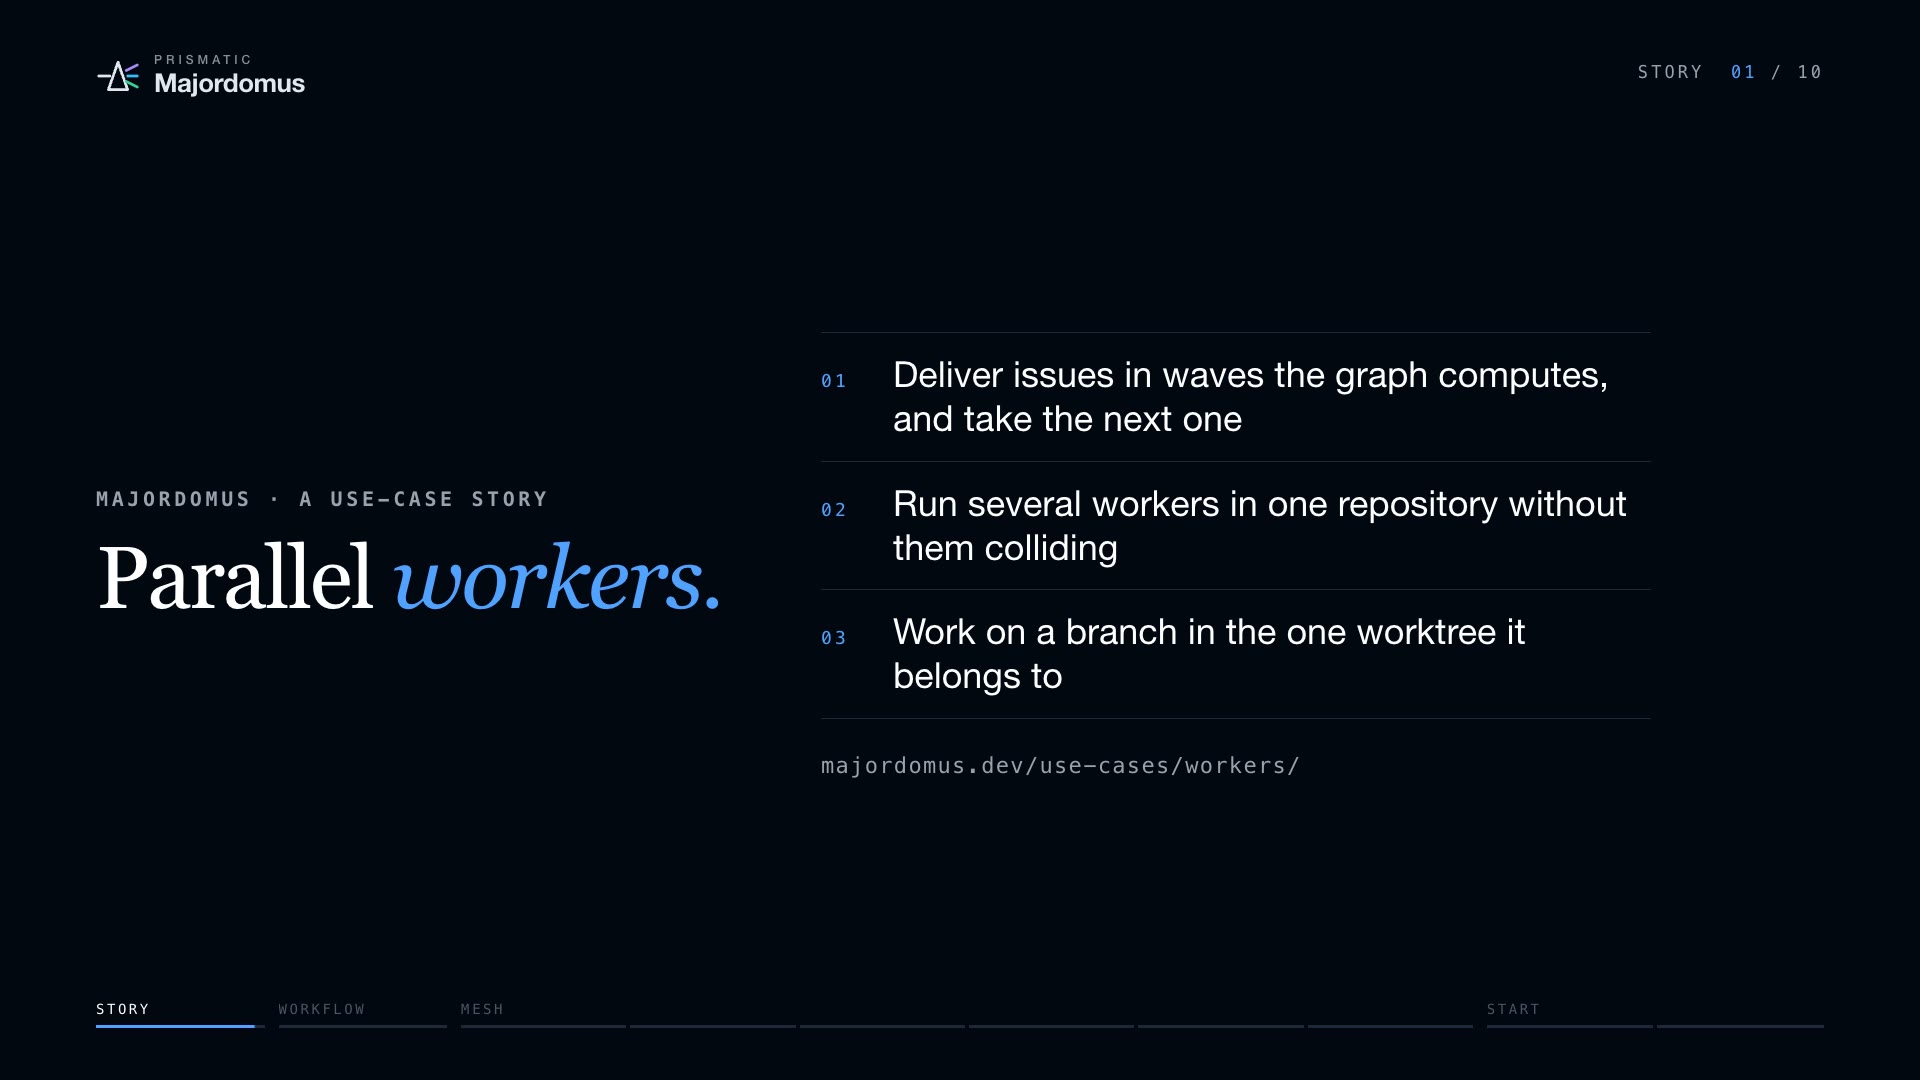 PRISMATIC
Majordomus
STORY 01 / 10
MAJORDOMUS · A USE-CASE STORY
Parallel workers.
01 Deliver issues in waves the graph computes,
and take the next one
02 Run several workers in one repository without
them colliding
03 Work on a branch in the one worktree it
belongs to
majordomus.dev/use-cases/workers/
STORY WORKFLOW MESH START